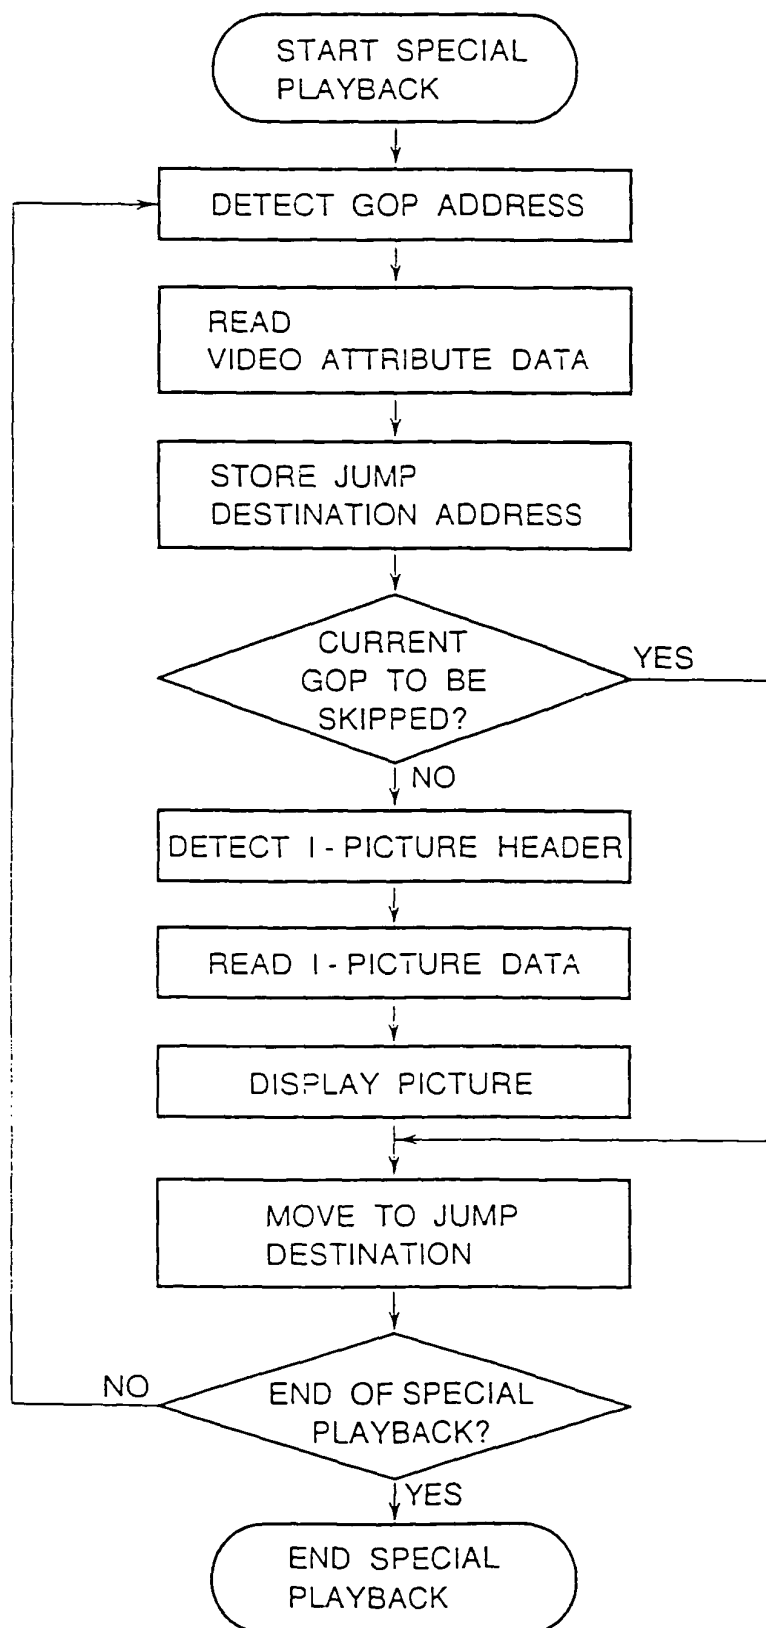 START SPECIAL
PLAYBACK
DETECT GOP ADDRESS
READ
VIDEO ATTRIBUTE DATA
STORE JUMP
DESTINATION ADDRESS
CURRENT
GOP TO BE
SKIPPED?
YES
NO
DETECT I-PICTURE HEADER
READ I-PICTURE DATA
DISPLAY PICTURE
MOVE TO JUMP
DESTINATION
NO
END OF SPECIAL
PLAYBACK?
YES
END SPECIAL
PLAYBACK